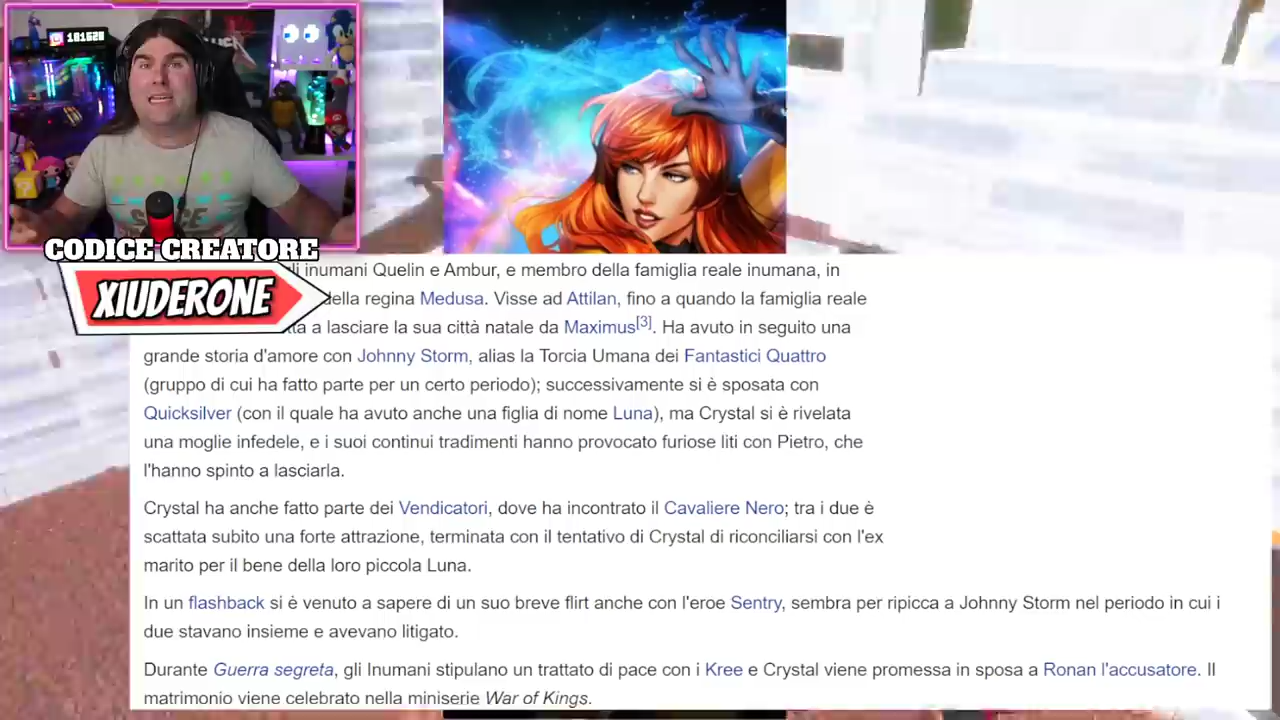 181628
CODICE CREATORE
XIUDERONE
li inumani Quelin e Ambur, e membro della famiglia reale inumana, in
della regina Medusa. Visse ad Attilan, fino a quando la famiglia reale
a lasciare la sua città natale da Maximus[3]. Ha avuto in seguito una
grande storia d'amore con Johnny Storm, alias la Torcia Umana dei Fantastici Quattro
(gruppo di cui ha fatto parte per un certo periodo); successivamente si è sposata con
Quicksilver (con il quale ha avuto anche una figlia di nome Luna), ma Crystal si è rivelata
una moglie infedele, e i suoi continui tradimenti hanno provocato furiose liti con Pietro, che
l'hanno spinto a lasciarla.
Crystal ha anche fatto parte dei Vendicatori, dove ha incontrato il Cavaliere Nero; tra i due è
scattata subito una forte attrazione, terminata con il tentativo di Crystal di riconciliarsi con l'ex
marito per il bene della loro piccola Luna.
In un flashback si è venuto a sapere di un suo breve flirt anche con l'eroe Sentry, sembra per ripicca a Johnny Storm nel periodo in cui i
due stavano insieme e avevano litigato.
Durante Guerra segreta, gli Inumani stipulano un trattato di pace con i Kree e Crystal viene promessa in sposa a Ronan l'accusatore. Il
matrimonio viene celebrato nella miniserie War of Kings.